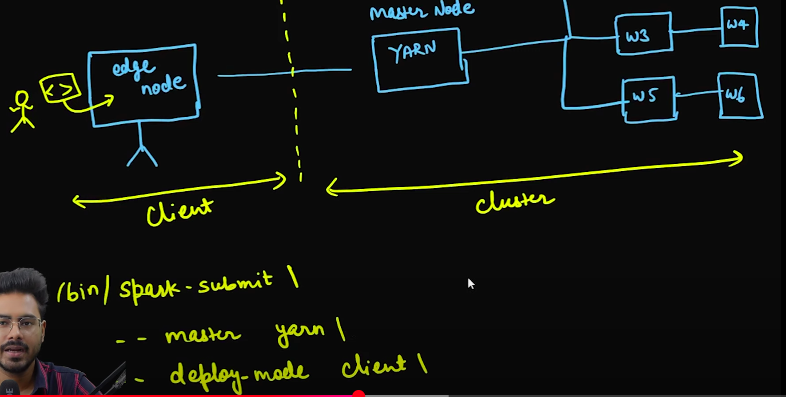 master Node
YARN
edge
node
<>
W3
W4
W5
W6
client
cluster
/bin/ spark-submit \
-- master yarn \
- deploy-mode client \